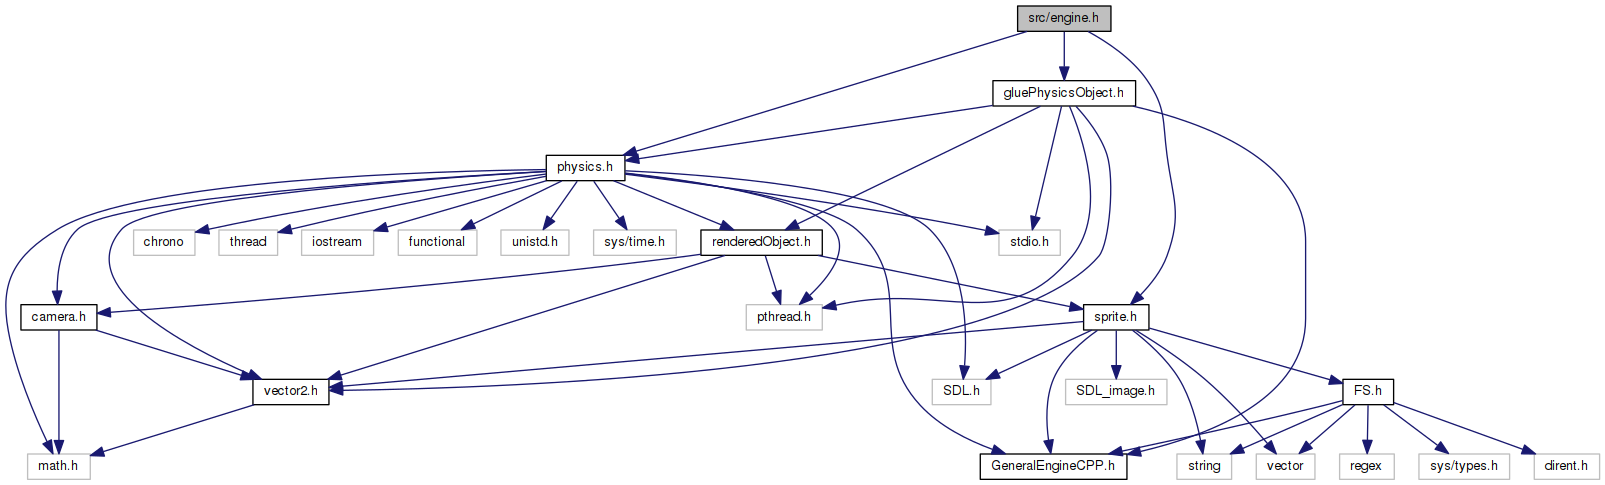 src/engine.h
gluePhysicsObject.h
physics.h
chrono
thread
iostream
functional
unistd.h
sys/time.h
renderedObject.h
stdio.h
camera.h
pthread.h
sprite.h
vector2.h
SDL.h
SDL_image.h
FS.h
math.h
GeneralEngineCPP.h
string
vector
regex
sys/types.h
dirent.h